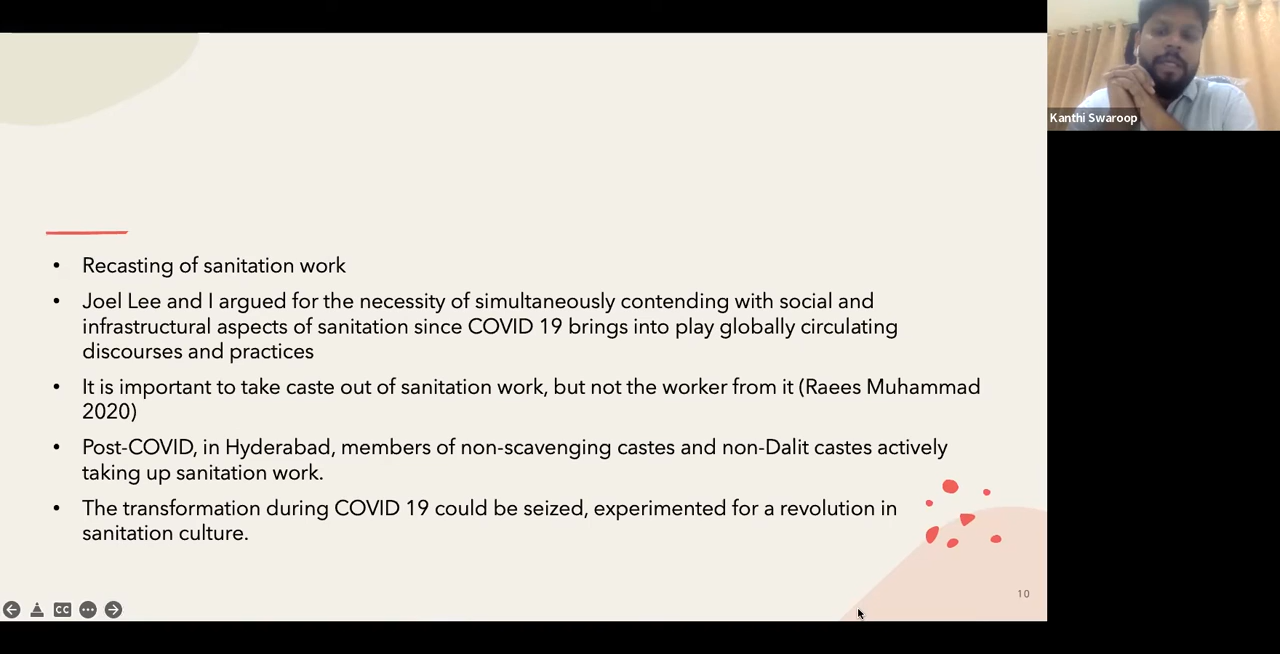 Kanthi Swaroop
• Recasting of sanitation work
• Joel Lee and I argued for the necessity of simultaneously contending with social and
infrastructural aspects of sanitation since COVID 19 brings into play globally circulating
discourses and practices
• It is important to take caste out of sanitation work, but not the worker from it (Raees Muhammad
2020)
• Post-COVID, in Hyderabad, members of non-scavenging castes and non-Dalit castes actively
taking up sanitation work.
• The transformation during COVID 19 could be seized, experimented for a revolution in
sanitation culture.
10
CC